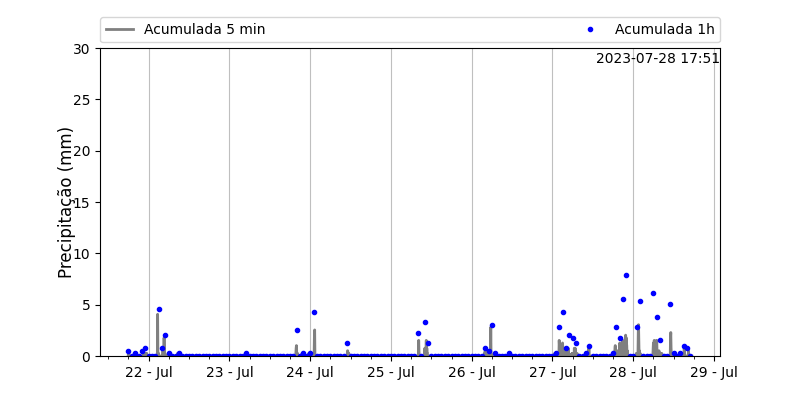 Acumulada 5 min
Acumulada 1h
2023-07-28 17:51
Precipitação (mm)
30
25
20
15
10
5
0
22 - Jul
23 - Jul
24 - Jul
25 - Jul
26 - Jul
27 - Jul
28 - Jul
29 - Jul